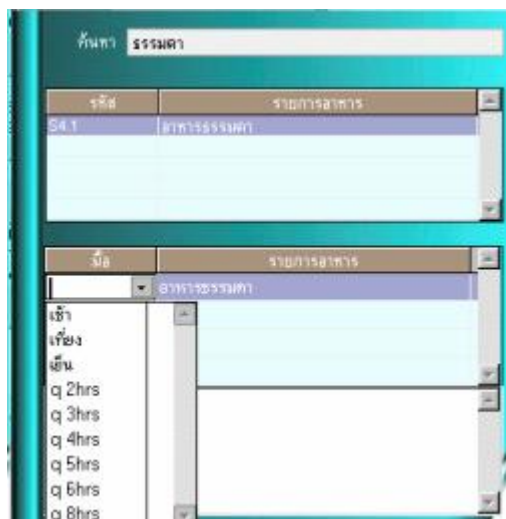 ค้นหา ธรรมดา
รหัส รายการอาหาร
S4.1 อาหารธรรมดา
มื้อ รายการอาหาร
อาหารธรรมดา
เช้า
เที่ยง
เย็น
q 2hrs
q 3hrs
q 4hrs
q 5hrs
q 6hrs
q 8hrs